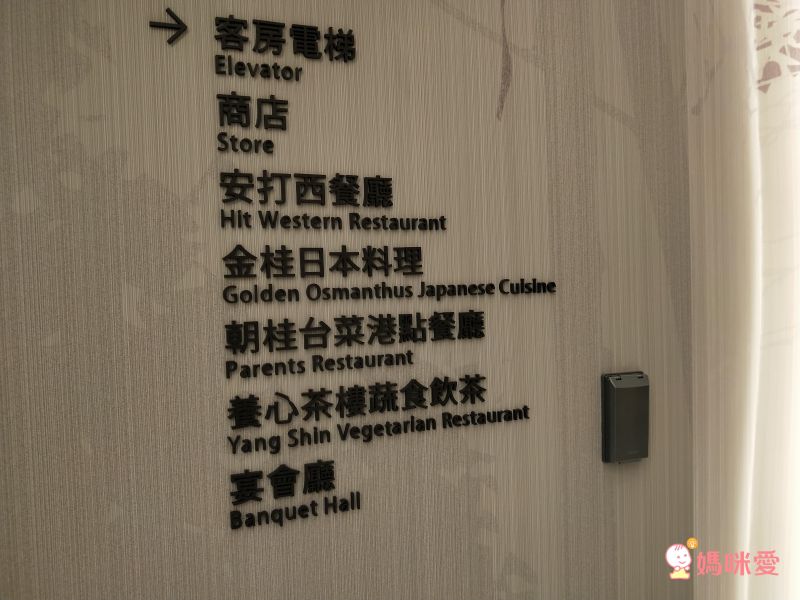 → 客房電梯
Elevator
商店
Store
安打西餐廳
Hit Western Restaurant
金桂日本料理
Golden Osmanthus Japanese Cuisine
朝桂台菜港點餐廳
Parents Restaurant
養心茶樓蔬食飲茶
Yang Shin Vegetarian Restaurant
宴會廳
Banquet Hall
媽咪愛